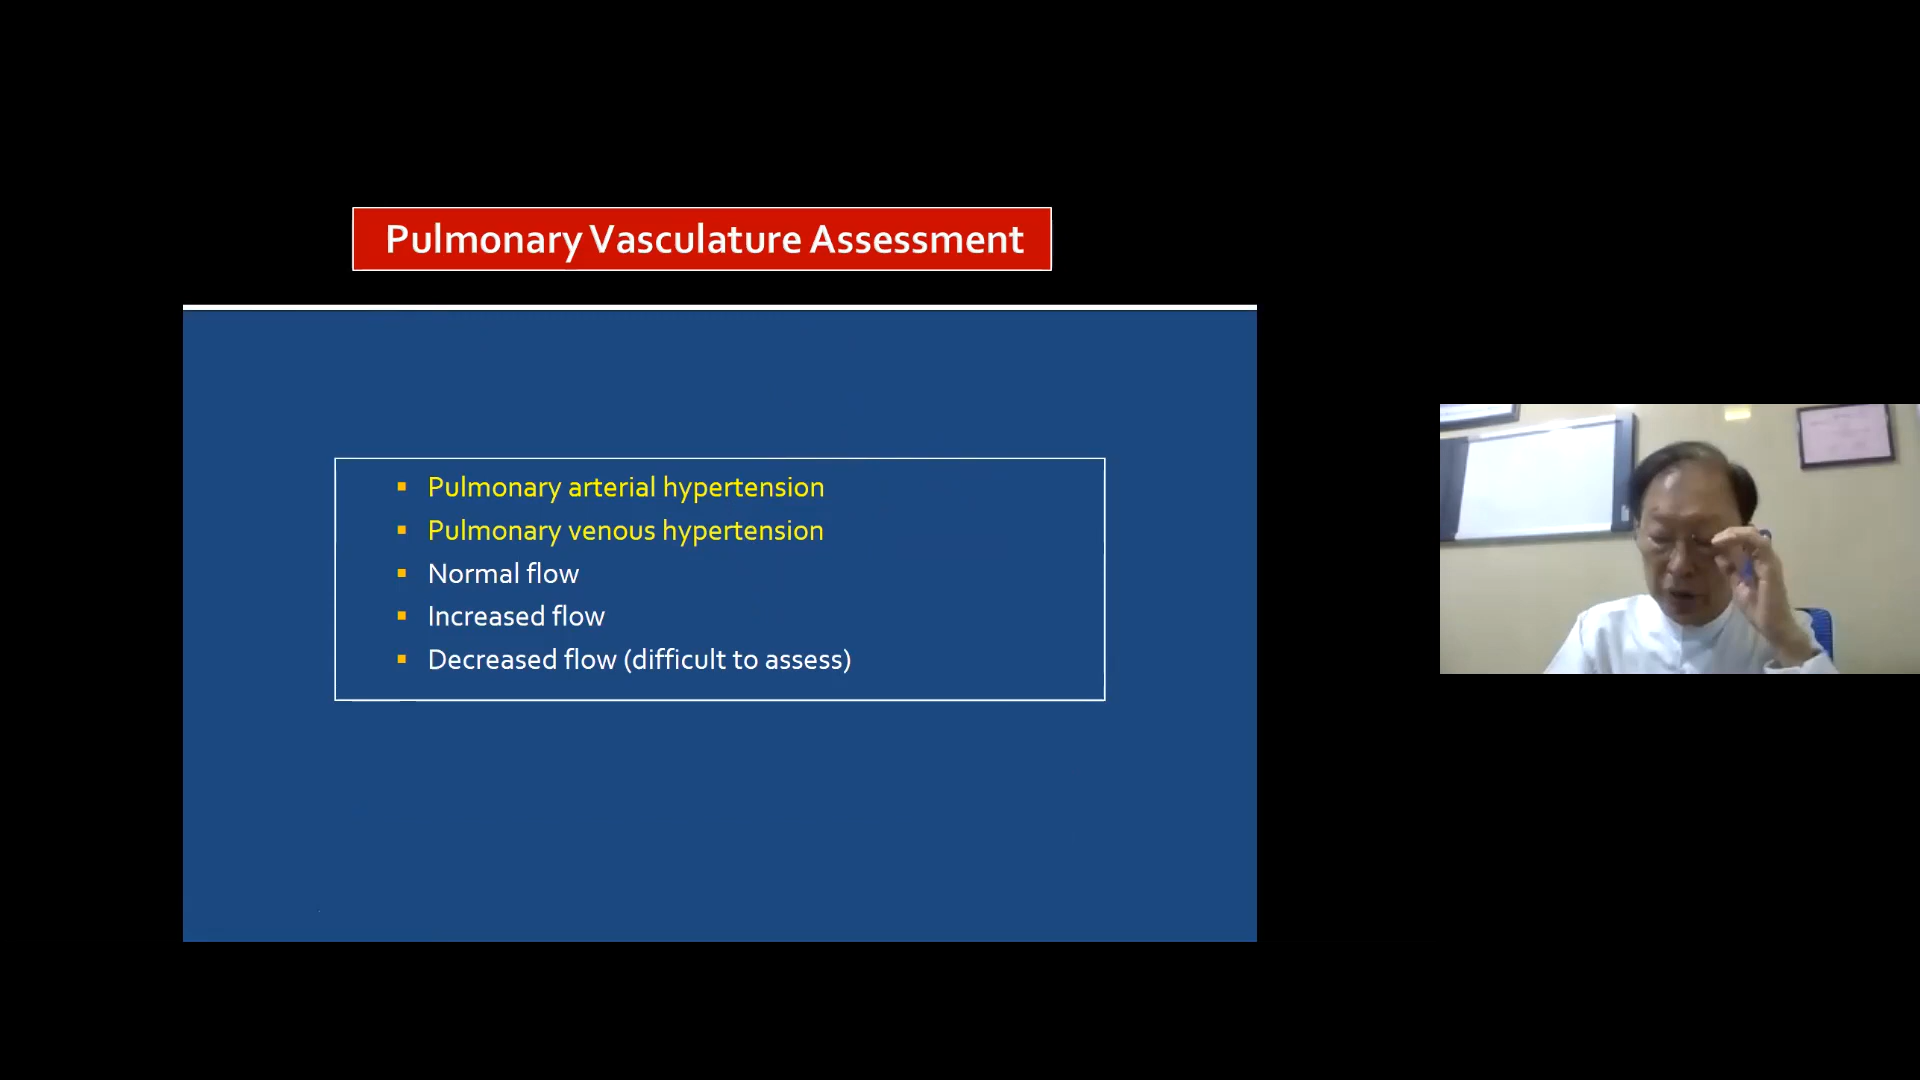 Pulmonary Vasculature Assessment
▪ Pulmonary arterial hypertension
▪ Pulmonary venous hypertension
▪ Normal flow
▪ Increased flow
▪ Decreased flow (difficult to assess)